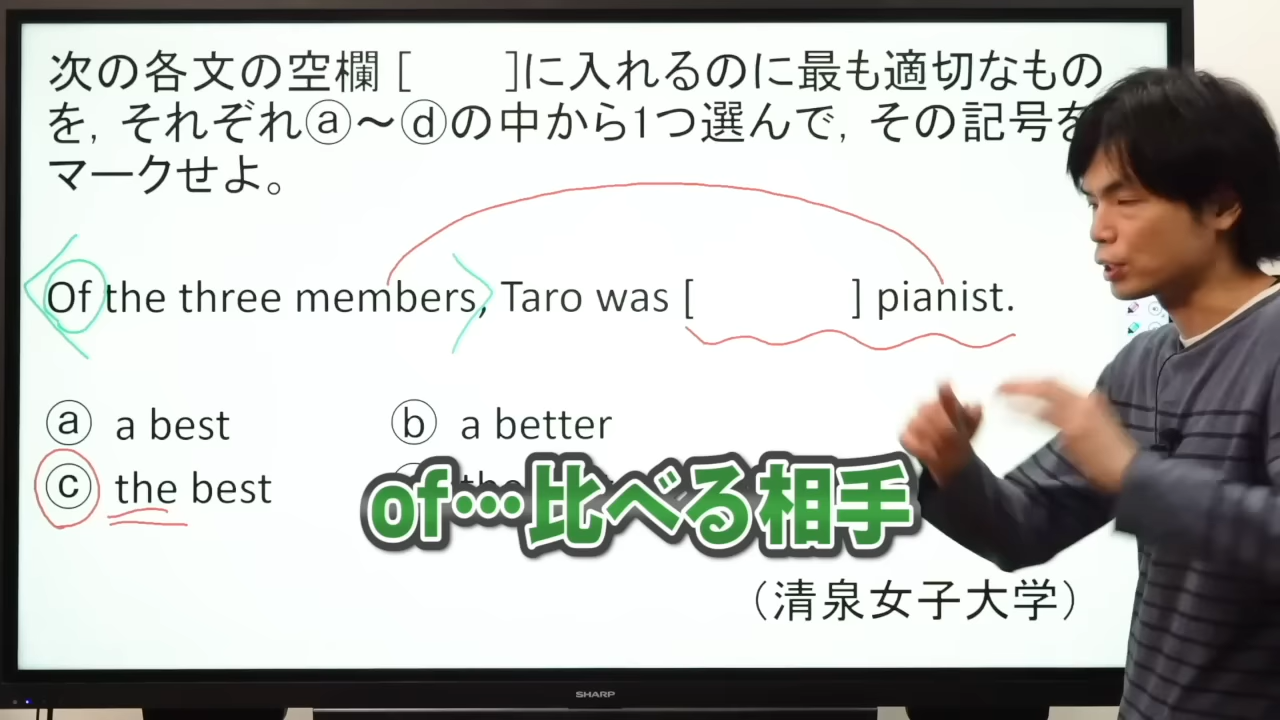 次の各文の空欄 [　　]に入れるのに最も適切なもの
を, それぞれⓐ～ⓓの中から1つ選んで, その記号を
マークせよ。
Of the three members, Taro was [　　　] pianist.
ⓐ a best
ⓑ a better
ⓒ the best
of…比べる相手
（清泉女子大学）
SHARP